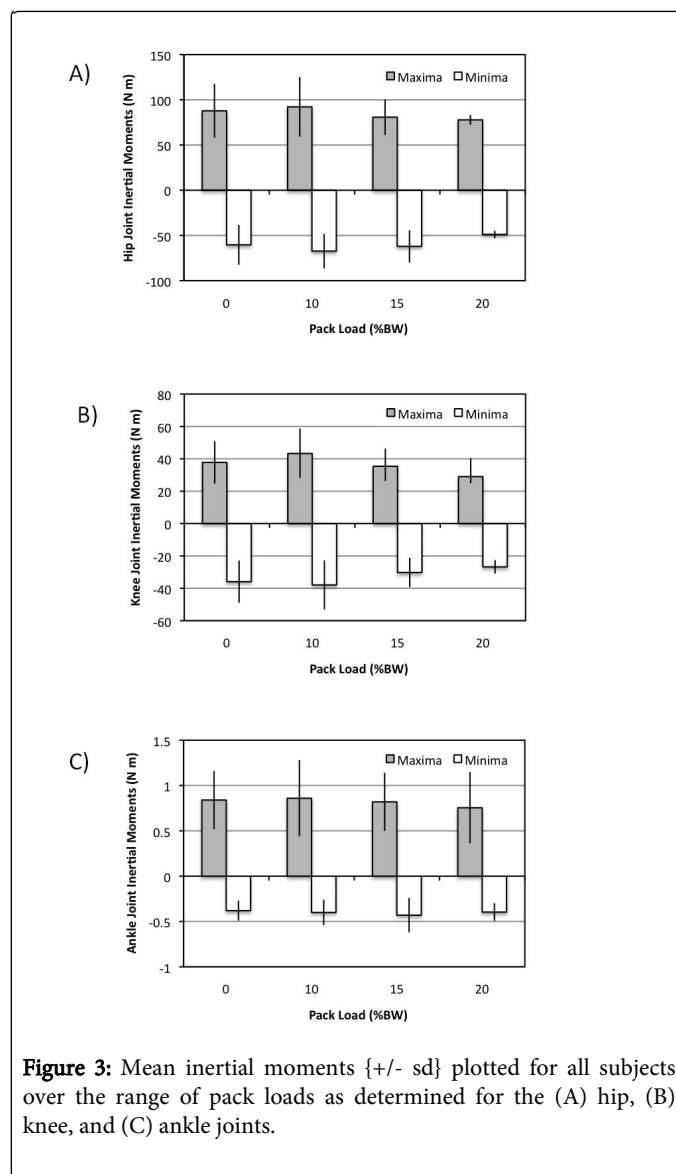 A)
150
100
50
0
-50
-100
Hip Joint Inertial Moments (N m)
Maxima Minima
0 10 15 20
Pack Load (%BW)
B)
80
60
40
20
0
-20
-40
-60
Knee Joint Inertial Moments (N m)
Maxima Minima
0 10 15 20
Pack Load (%BW)
C)
1.5
1
0.5
0
-0.5
-1
Ankle Joint Inertial Moments (N m)
Maxima Minima
0 10 15 20
Pack Load (%BW)
Figure 3: Mean inertial moments {+/- sd} plotted for all subjects
over the range of pack loads as determined for the (A) hip, (B)
knee, and (C) ankle joints.